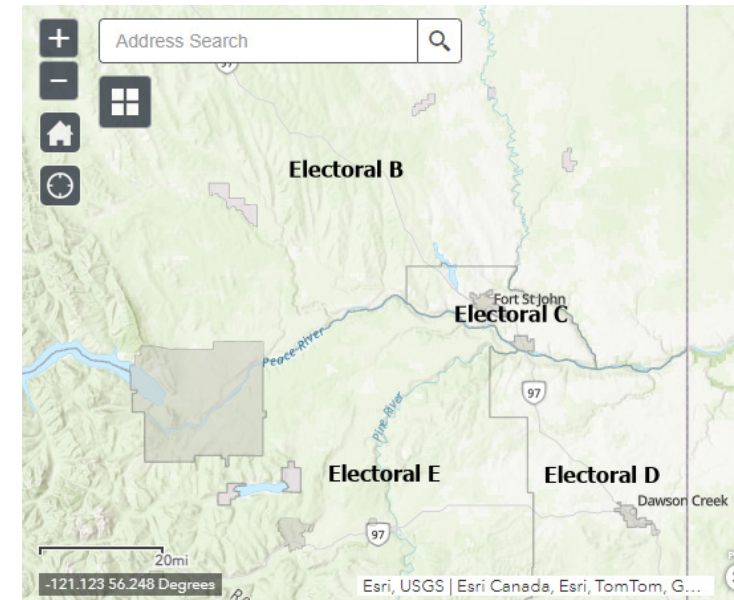 +
Address Search
−
97
Electoral B
Fort St John
Electoral C
Peace River
97
Pine River
Electoral E
Electoral D
Dawson Creek
97
20mi
-121.123 56.248 Degrees
Esri, USGS | Esri Canada, Esri, TomTom, G...